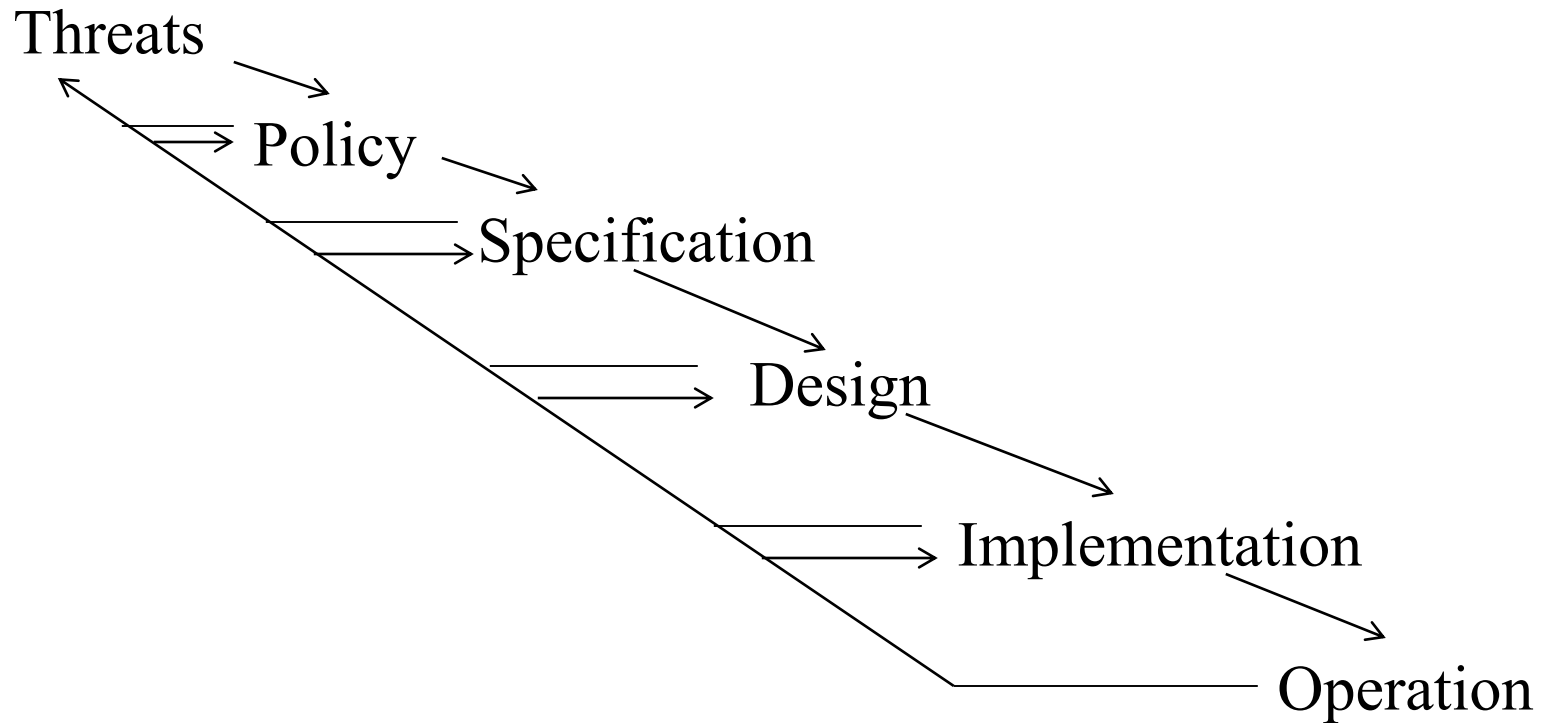 Threats
Policy
Specification
Design
Implementation
Operation